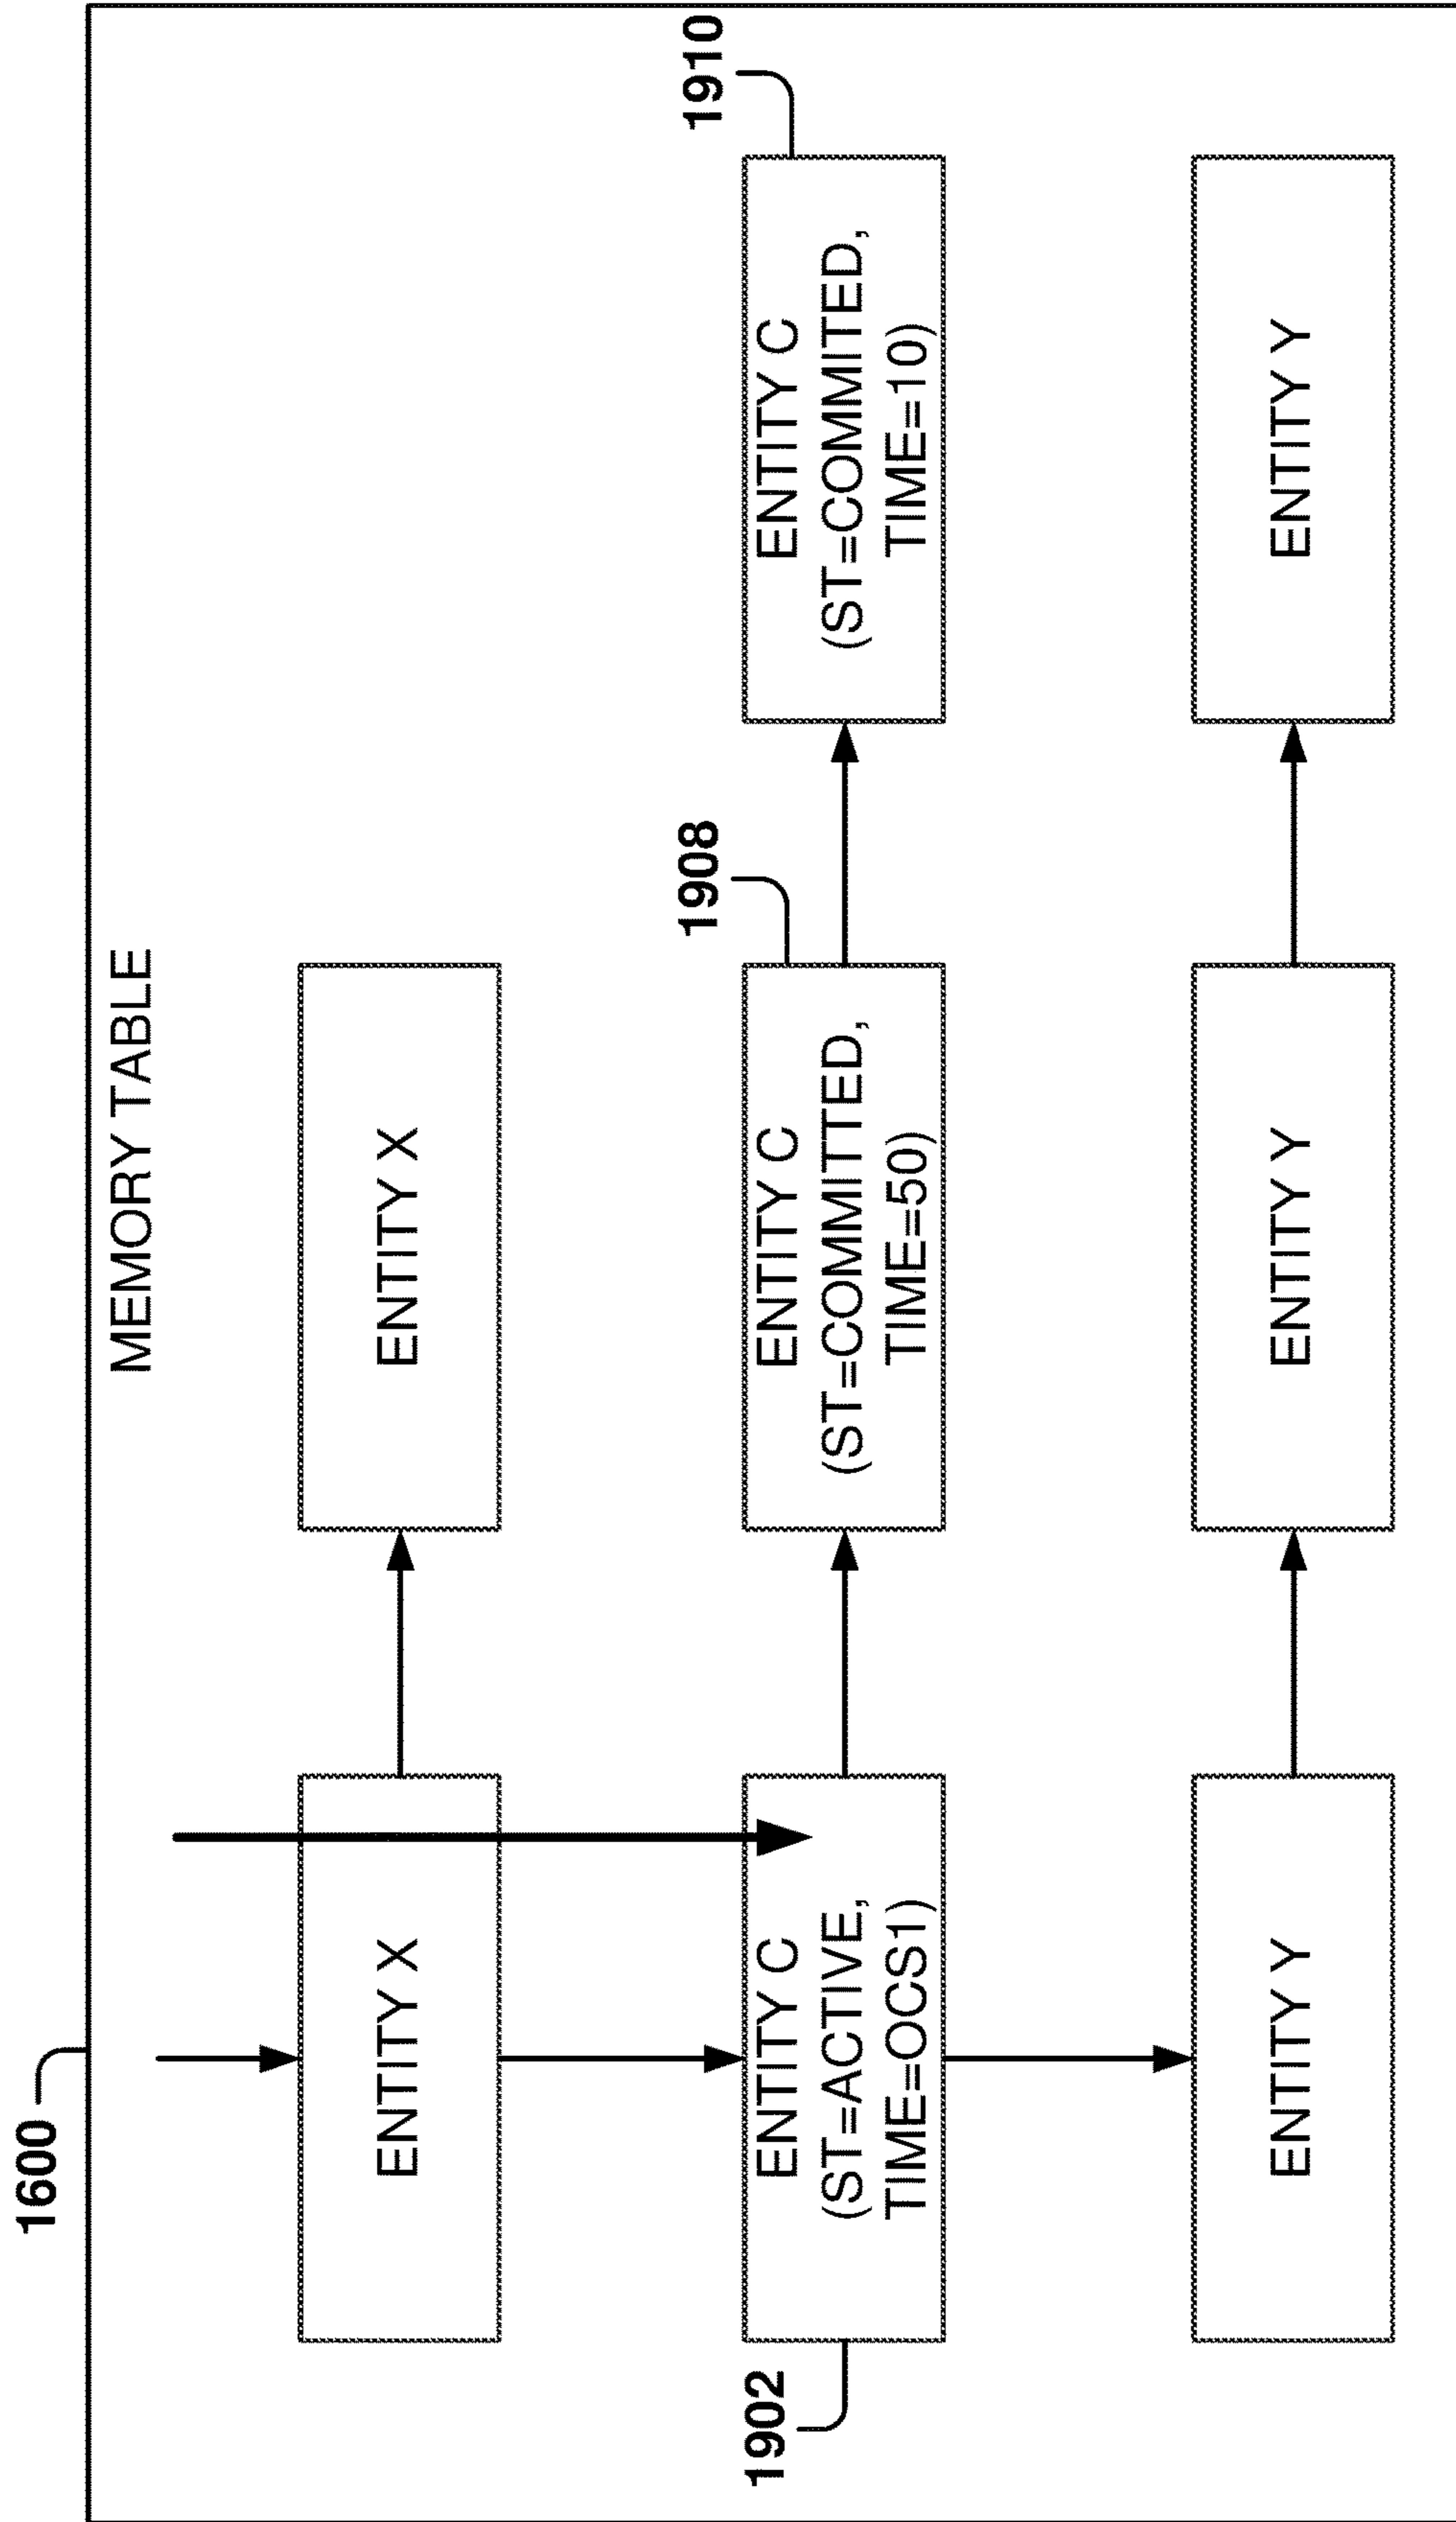 1600
MEMORY TABLE
ENTITY X
ENTITY X
1902
ENTITY C
(ST=ACTIVE,
TIME=OCS1)
1908
ENTITY C
(ST=COMMITTED,
TIME=50)
1910
ENTITY C
(ST=COMMITED,
TIME=10)
ENTITY Y
ENTITY Y
ENTITY Y